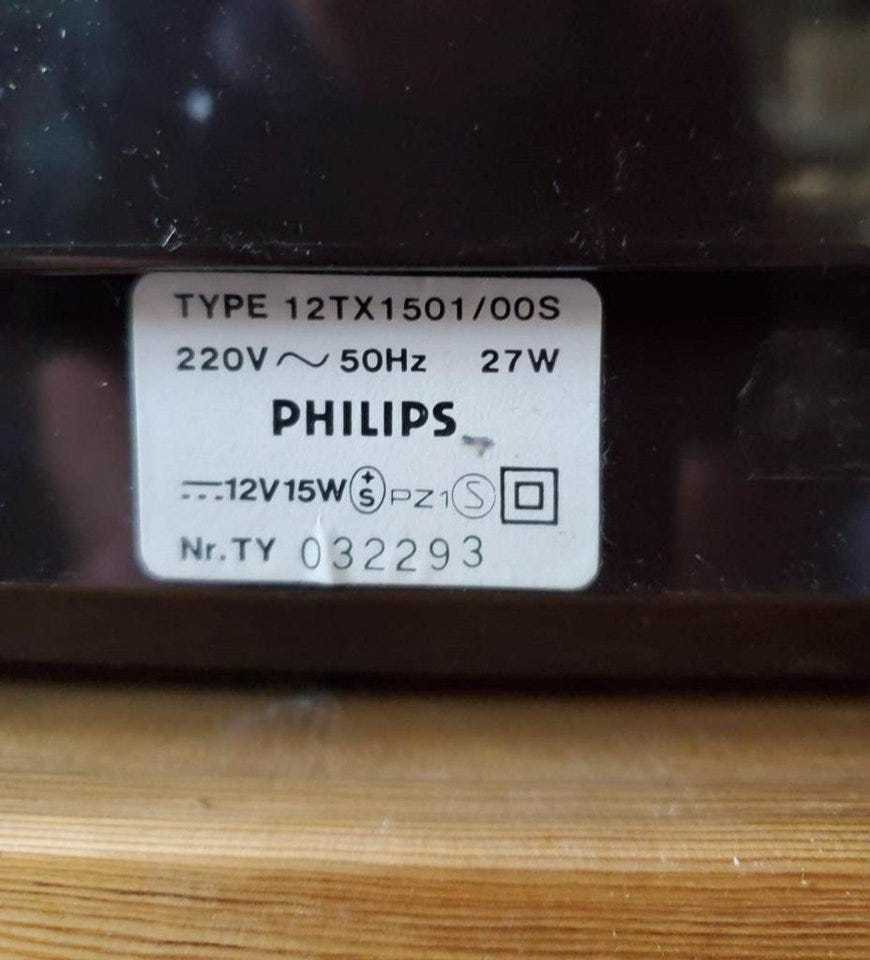 TYPE 12TX1501/00S
220V ~ 50Hz 27W
PHILIPS
12V 15W +S PZ1 S
Nr.TY 032293